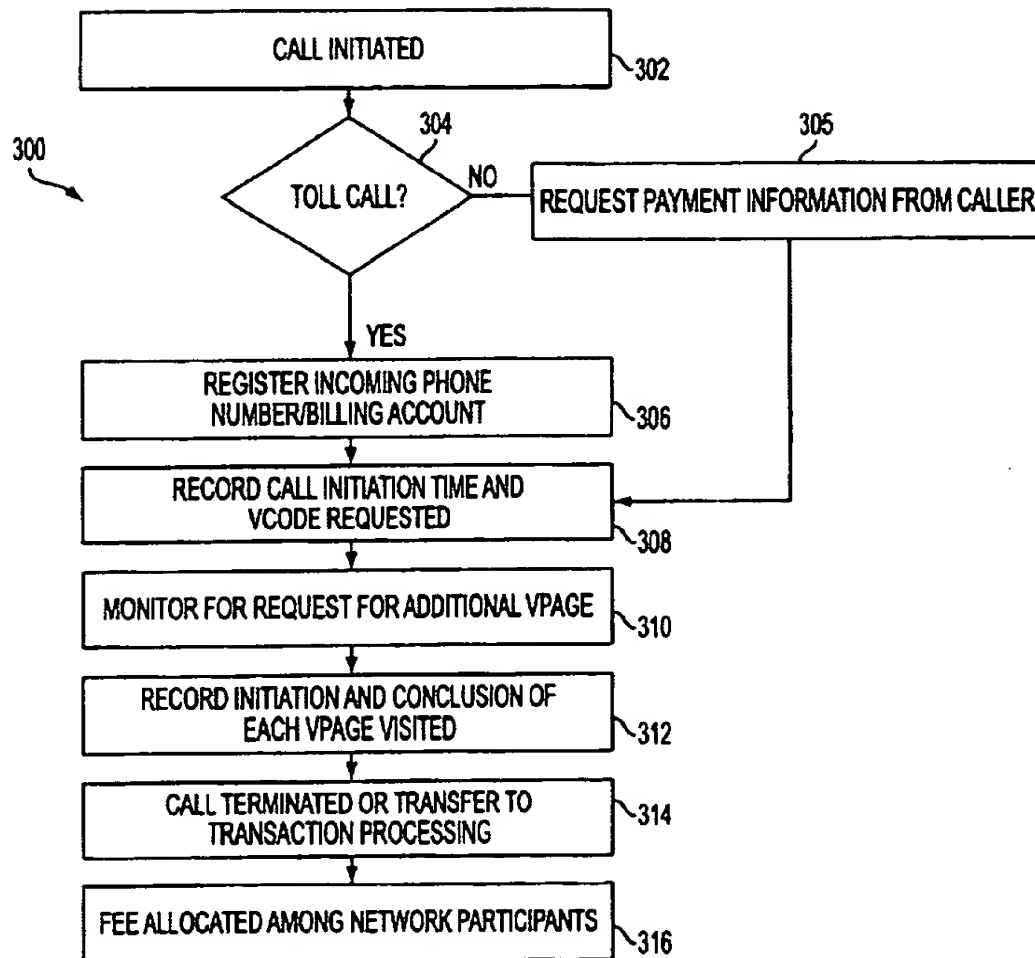 CALL INITIATED
302
304
305
300
TOLL CALL?
NO
REQUEST PAYMENT INFORMATION FROM CALLER
YES
REGISTER INCOMING PHONE
NUMBER/BILLING ACCOUNT
306
RECORD CALL INITIATION TIME AND
VCODE REQUESTED
308
MONITOR FOR REQUEST FOR ADDITIONAL VPAGE
310
RECORD INITIATION AND CONCLUSION OF
EACH VPAGE VISITED
312
CALL TERMINATED OR TRANSFER TO
TRANSACTION PROCESSING
314
FEE ALLOCATED AMONG NETWORK PARTICIPANTS
316